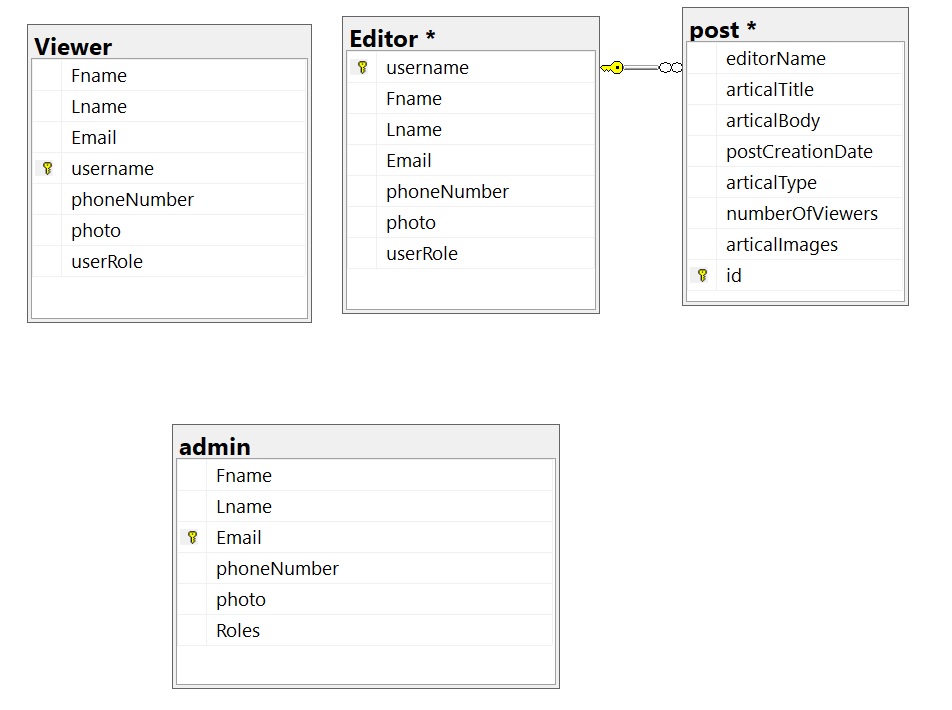 Viewer
Fname
Lname
Email
username
phoneNumber
photo
userRole
Editor *
username
Fname
Lname
Email
phoneNumber
photo
userRole
post *
editorName
articalTitle
articalBody
postCreationDate
articalType
numberOfViewers
articalImages
id
admin
Fname
Lname
Email
phoneNumber
photo
Roles